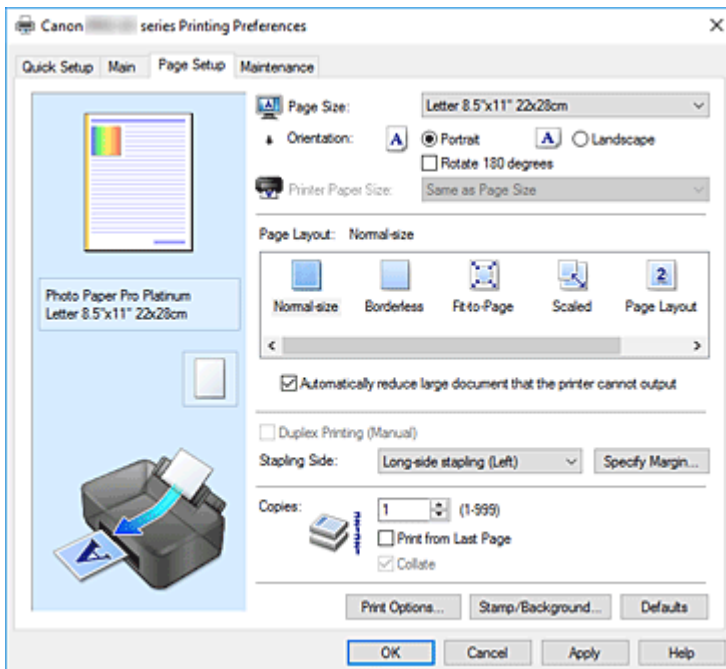 Canon series Printing Preferences
Quick Setup Main Page Setup Maintenance
Page Size: Letter 8.5"x11" 22x28cm
Orientation: A Portrait A Landscape
Rotate 180 degrees
Printer Paper Size: Same as Page Size
Page Layout: Normal-size
2
Normal-size Borderless Fit-to-Page Scaled Page Layout
Photo Paper Pro Platinum
Letter 8.5"x11" 22x28cm
Automatically reduce large document that the printer cannot output
Duplex Printing (Manual)
Stapling Side: Long-side stapling (Left) Specify Margin...
Copies: 1 (1-999)
Print from Last Page
Collate
A
Print Options... Stamp/Background... Defaults
OK Cancel Apply Help